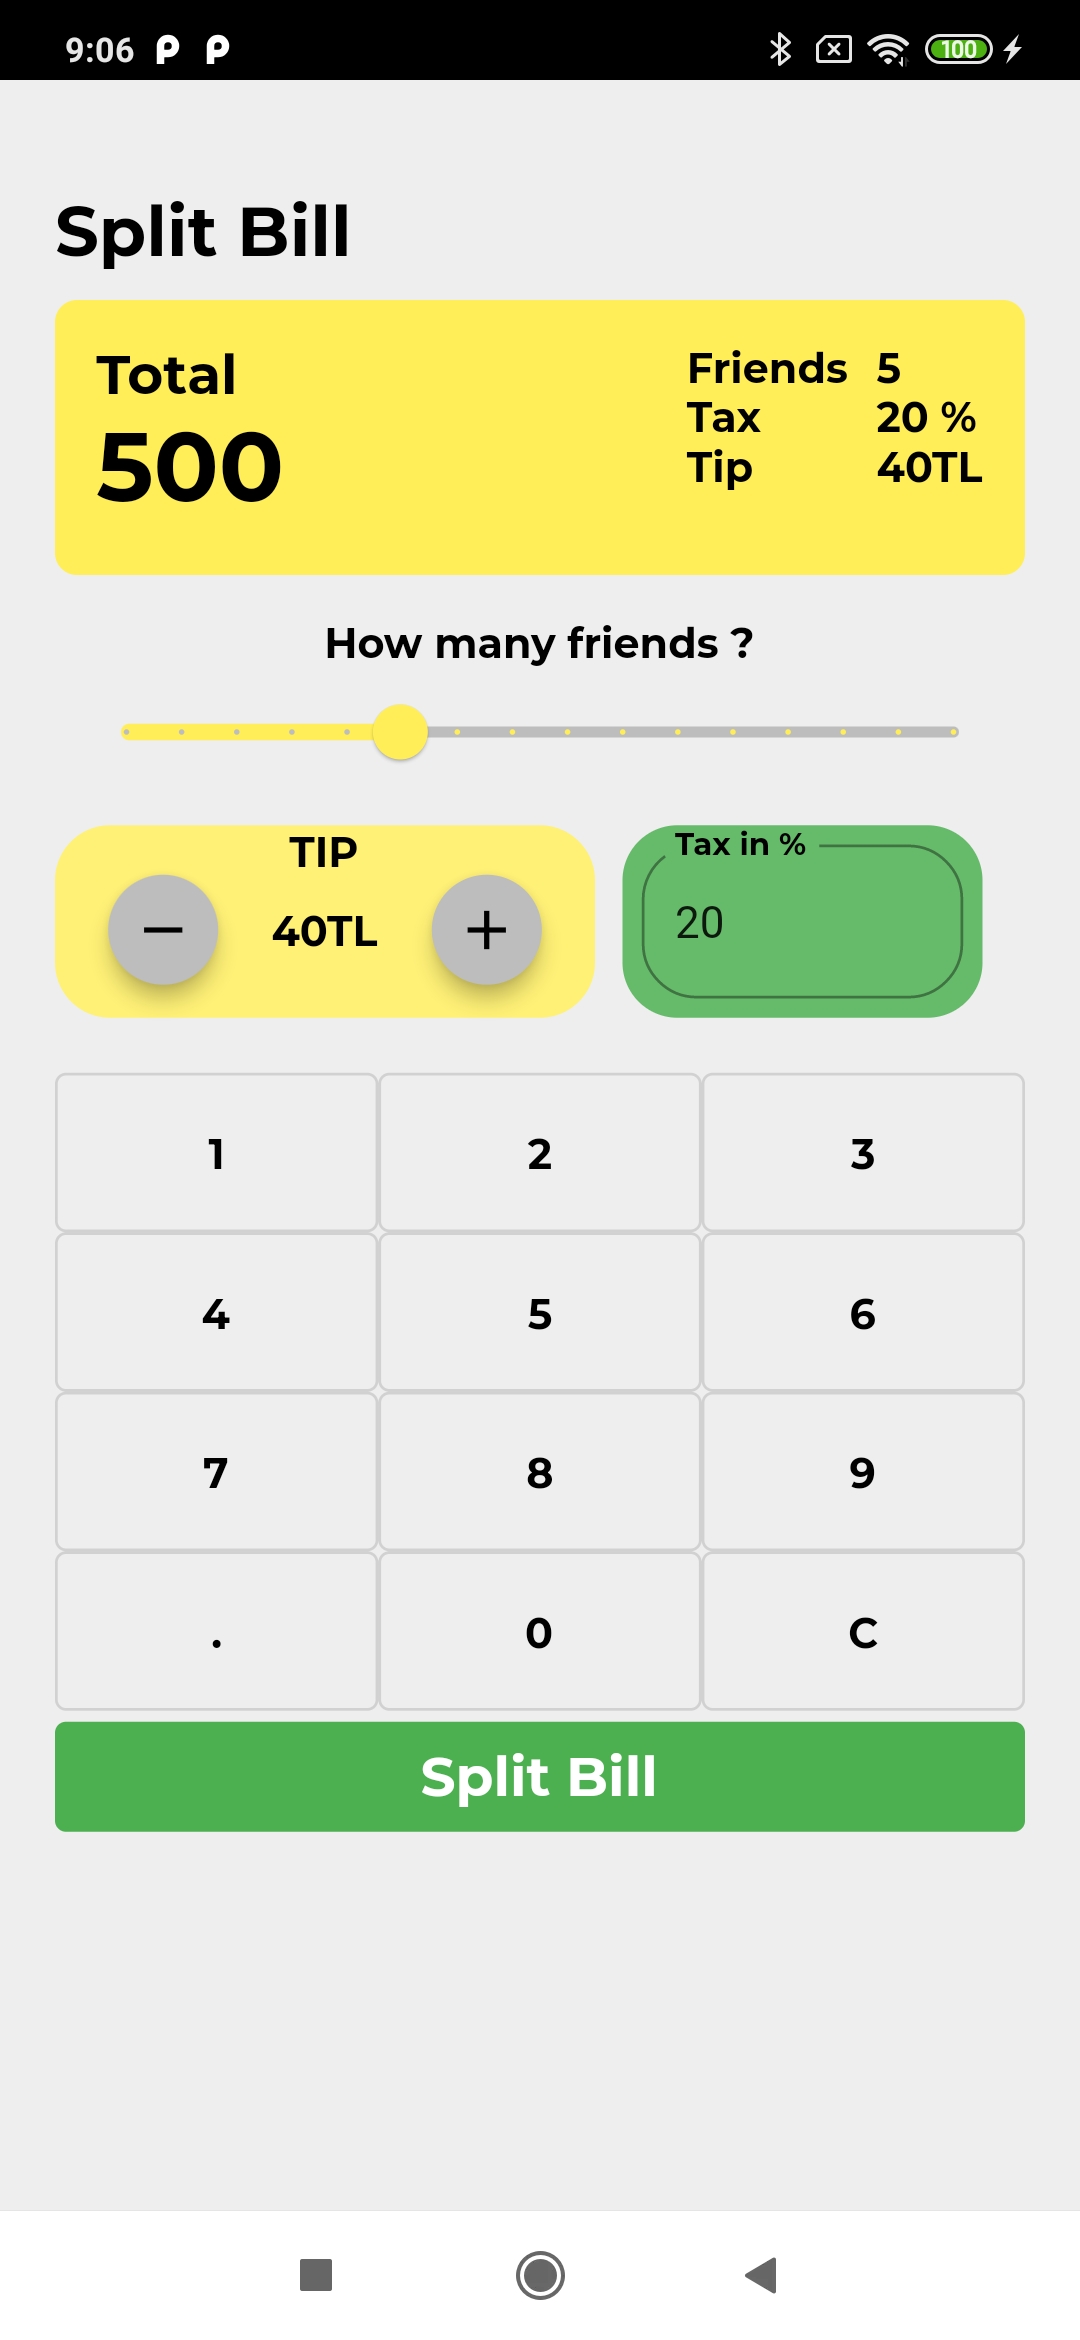 9:06
100
Split Bill
Total
500
Friends 5
Tax 20 %
Tip 40TL
How many friends ?
TIP
40TL
Tax in %
20
1 2 3
4 5 6
7 8 9
. 0 C
Split Bill